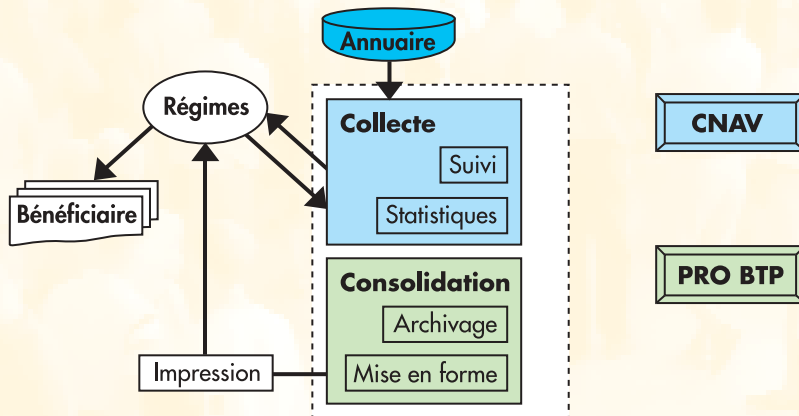 Annuaire
Régimes
Collecte
CNAV
Suivi
Bénéficiaire
Statistiques
Consolidation
PRO BTP
Archivage
Impression
Mise en forme